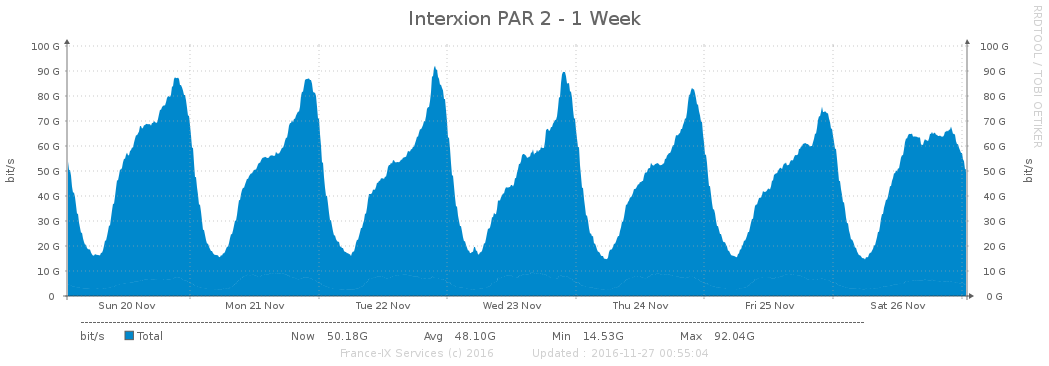 Interxion PAR 2 - 1 Week
RRDTOOL / TOBI OETIKER
bit/s
100 G
90 G
80 G
70 G
60 G
50 G
40 G
30 G
20 G
10 G
0
100 G
90 G
80 G
70 G
60 G
50 G
40 G
30 G
20 G
10 G
0 G
bit/s
Sun 20 Nov Mon 21 Nov Tue 22 Nov Wed 23 Nov Thu 24 Nov Fri 25 Nov Sat 26 Nov
bit/s Total Now 50.18G Avg 48.10G Min 14.53G Max 92.04G
France-IX Services (c) 2016 Updated : 2016-11-27 00:55:04